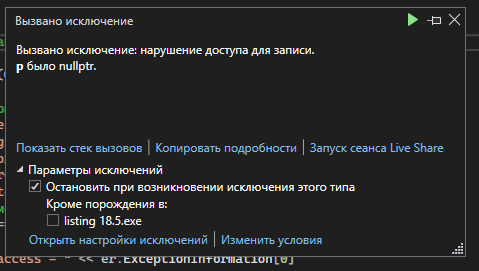 Вызвано исключение
Вызвано исключение: нарушение доступа для записи.
p было nullptr.
Показать стек вызовов | Копировать подробности | Запуск сеанса Live Share
Параметры исключений
Остановить при возникновении исключения этого типа
Кроме порождения в:
listing 18.5.exe
Открыть настройки исключений | Изменить условия
access = " << er.ExceptionInformation[0]